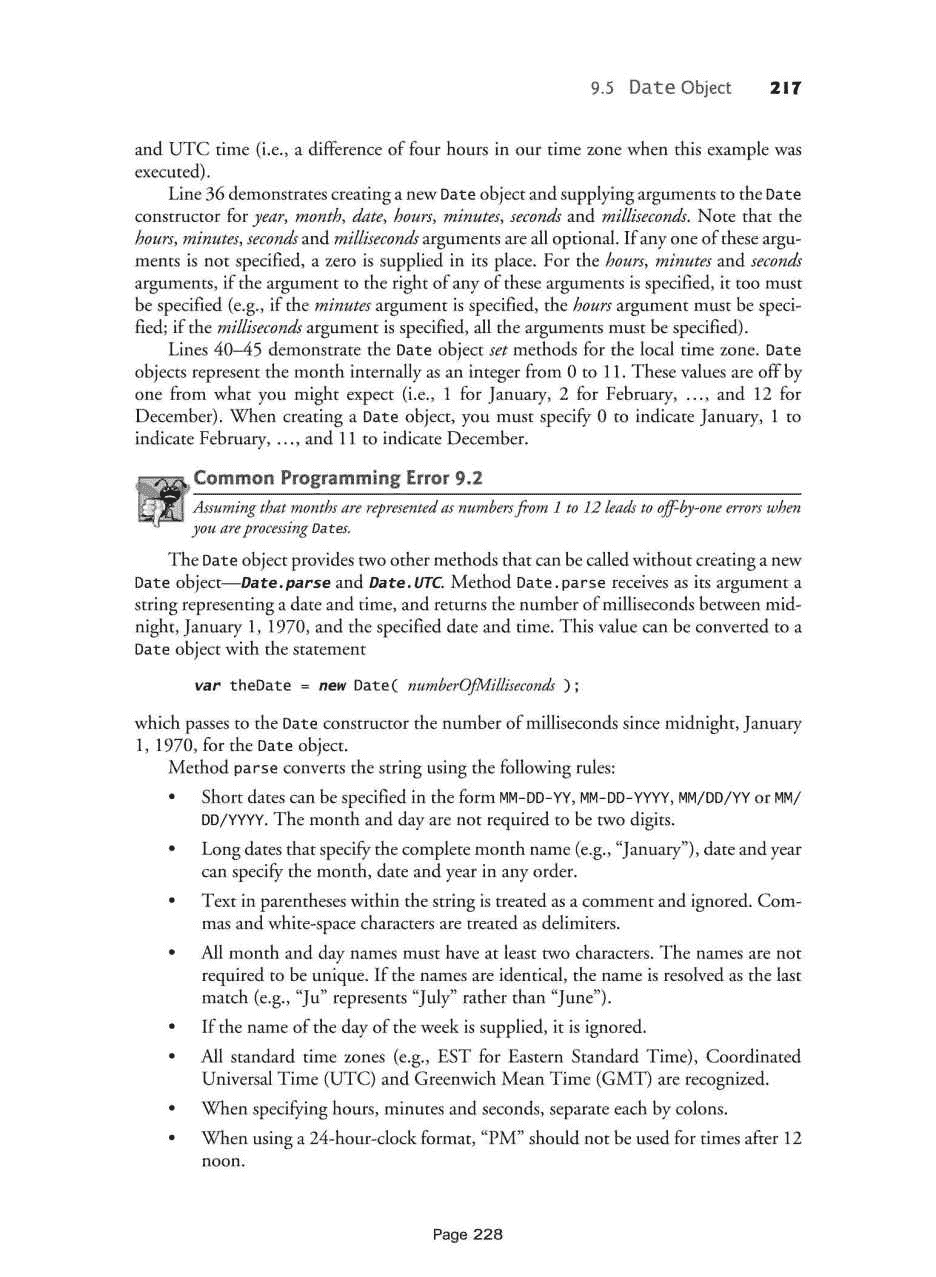 9.5 Date Object 217
and UTC time (i.e., a difference of four hours in our time zone when this example was
executed).
Line 36 demonstrates creating a new Date object and supplying arguments to the Date
constructor for year, month, date, hours, minutes, seconds and milliseconds. Note that the
hours, minutes, seconds and milliseconds arguments are all optional. If any one of these argu-
ments is not specified, a zero is supplied in its place. For the hours, minutes and seconds
arguments, if the argument to the right of any of these arguments is specified, it too must
be specified (e.g., if the minutes argument is specified, the hours argument must be speci-
fied; if the milliseconds argument is specified, all the arguments must be specified).
Lines 40–45 demonstrate the Date object set methods for the local time zone. Date
objects represent the month internally as an integer from 0 to 11. These values are off by
one from what you might expect (i.e., 1 for January, 2 for February, …, and 12 for
December). When creating a Date object, you must specify 0 to indicate January, 1 to
indicate February, …, and 11 to indicate December.
Common Programming Error 9.2
Assuming that months are represented as numbers from 1 to 12 leads to off-by-one errors when
you are processing Dates.
The Date object provides two other methods that can be called without creating a new
Date object—Date.parse and Date.UTC. Method Date.parse receives as its argument a
string representing a date and time, and returns the number of milliseconds between mid-
night, January 1, 1970, and the specified date and time. This value can be converted to a
Date object with the statement
var theDate = new Date( numberOfMilliseconds );
which passes to the Date constructor the number of milliseconds since midnight, January
1, 1970, for the Date object.
Method parse converts the string using the following rules:
• Short dates can be specified in the form MM-DD-YY, MM-DD-YYYY, MM/DD/YY or MM/
DD/YYYY. The month and day are not required to be two digits.
• Long dates that specify the complete month name (e.g., “January”), date and year
can specify the month, date and year in any order.
• Text in parentheses within the string is treated as a comment and ignored. Com-
mas and white-space characters are treated as delimiters.
• All month and day names must have at least two characters. The names are not
required to be unique. If the names are identical, the name is resolved as the last
match (e.g., “Ju” represents “July” rather than “June”).
• If the name of the day of the week is supplied, it is ignored.
• All standard time zones (e.g., EST for Eastern Standard Time), Coordinated
Universal Time (UTC) and Greenwich Mean Time (GMT) are recognized.
• When specifying hours, minutes and seconds, separate each by colons.
• When using a 24-hour-clock format, “PM” should not be used for times after 12
noon.
Page 228